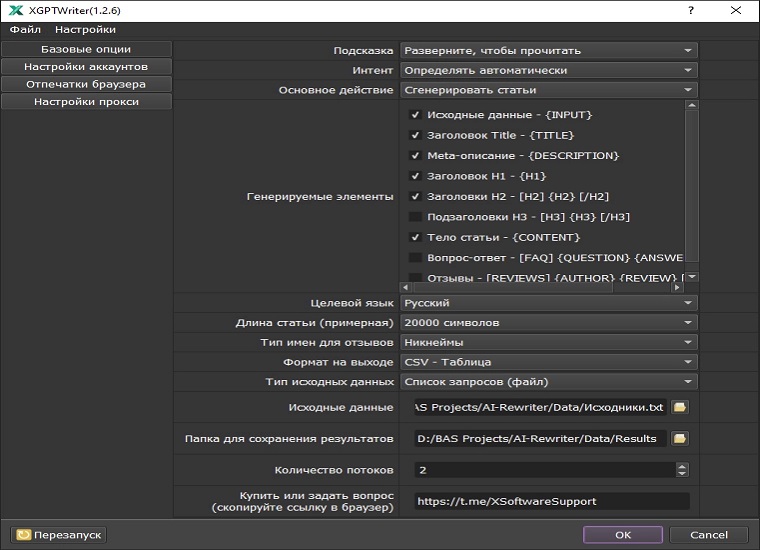 XGPTWriter(1.2.6)
Файл Настройки
Базовые опции
Настройки аккаунтов
Отпечатки браузера
Настройки прокси
Подсказка Разверните, чтобы прочитать
Интент Определять автоматически
Основное действие Сгенерировать статьи
Генерируемые элементы
Исходные данные - {INPUT}
Заголовок Title - {TITLE}
Meta-описание - {DESCRIPTION}
Заголовок H1 - {H1}
Заголовки H2 - [H2] {H2} [/H2]
Подзаголовки H3 - [H3] {H3} [/H3]
Тело статьи - {CONTENT}
Вопрос-ответ - [FAQ] {QUESTION} {ANSWE
Отзывы - [REVIEWS] {AUTHOR} {REVIEW} [
Целевой язык Русский
Длина статьи (примерная) 20000 символов
Тип имен для отзывов Никнеймы
Формат на выходе CSV - Таблица
Тип исходных данных Список запросов (файл)
Исходные данные AS Projects/AI-Rewriter/Data/Исходники.txt
Папка для сохранения результатов D:/BAS Projects/AI-Rewriter/Data/Results
Количество потоков 2
Купить или задать вопрос
(скопируйте ссылку в браузер) https://t.me/XSoftwareSupport
Перезапуск OK Cancel